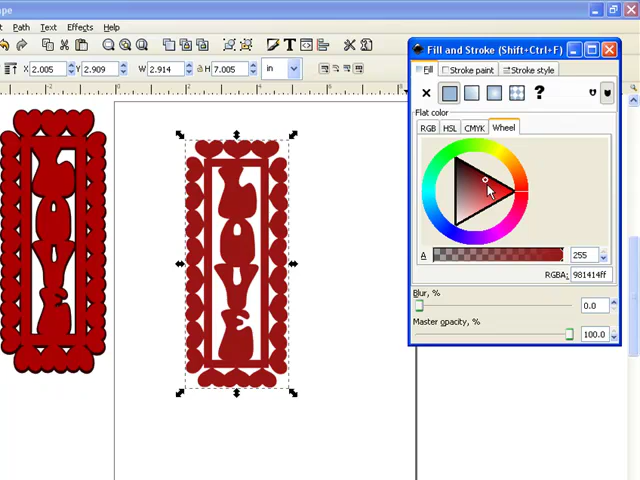 pe
Path Text Effects Help
X 2.005 Y 2.909 W 2.914 H 7.005 in
Fill and Stroke (Shift+Ctrl+F)
Fill Stroke paint Stroke style
?
Flat color
RGB HSL CMYK Wheel
A 255
RGBA: 981414ff
Blur, %
0.0
Master opacity, %
100.0
LOVE
LOVE